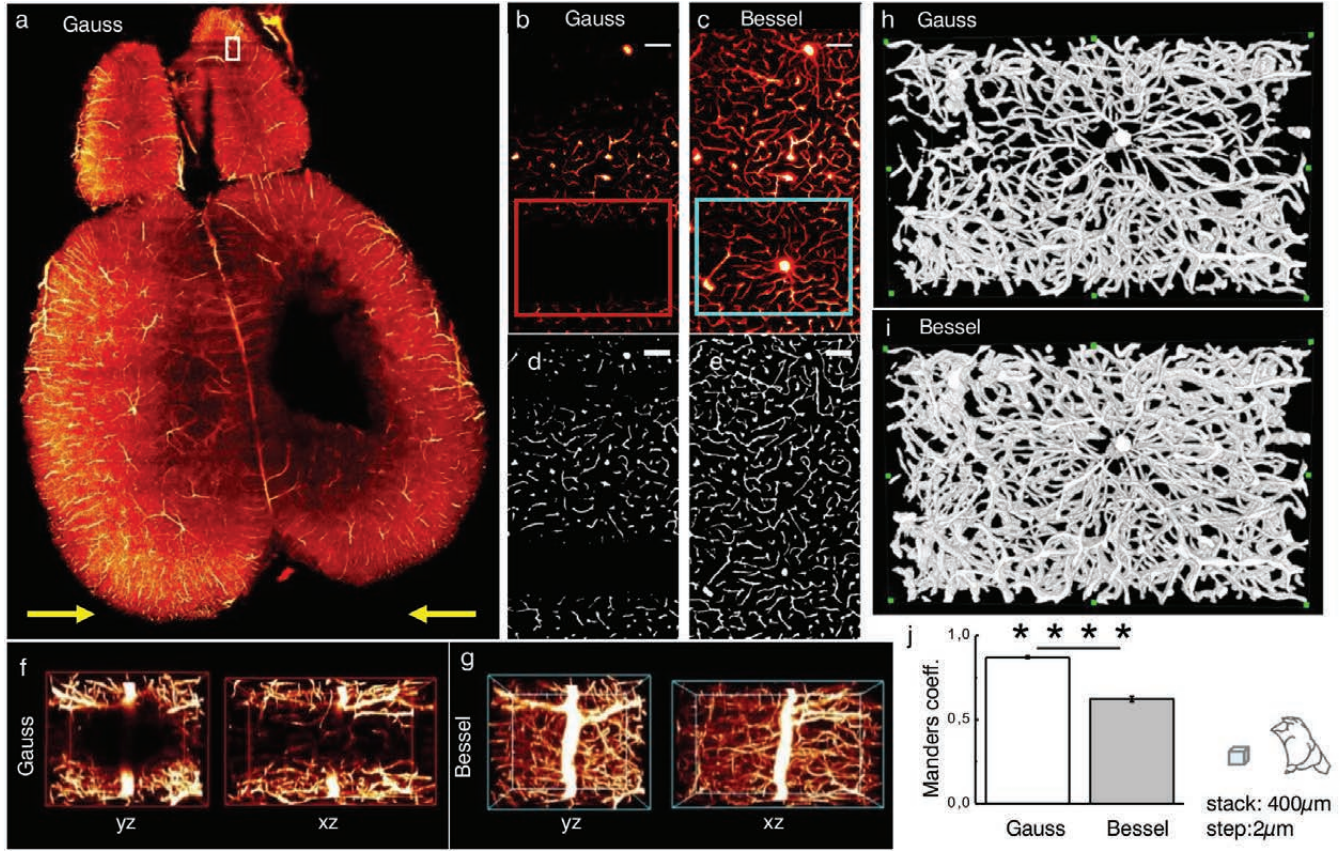 a
Gauss
b
Gauss
c
Bessel
d
e
f
Gauss
yz
xz
g
Bessel
yz
xz
h
Gauss
i
Bessel
j
* * * *
Manders coeff.
1,0
0,5
0,0
Gauss
Bessel
stack: 400µm
step:2µm